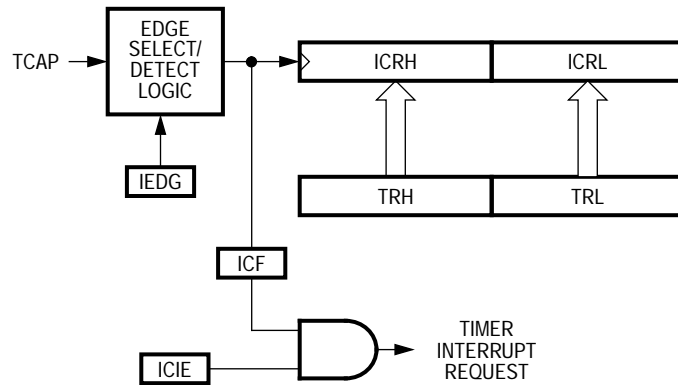 EDGE
SELECT/
DETECT
LOGIC
TCAP
ICRH
ICRL
IEDG
TRH
TRL
ICF
ICIE
TIMER
INTERRUPT
REQUEST